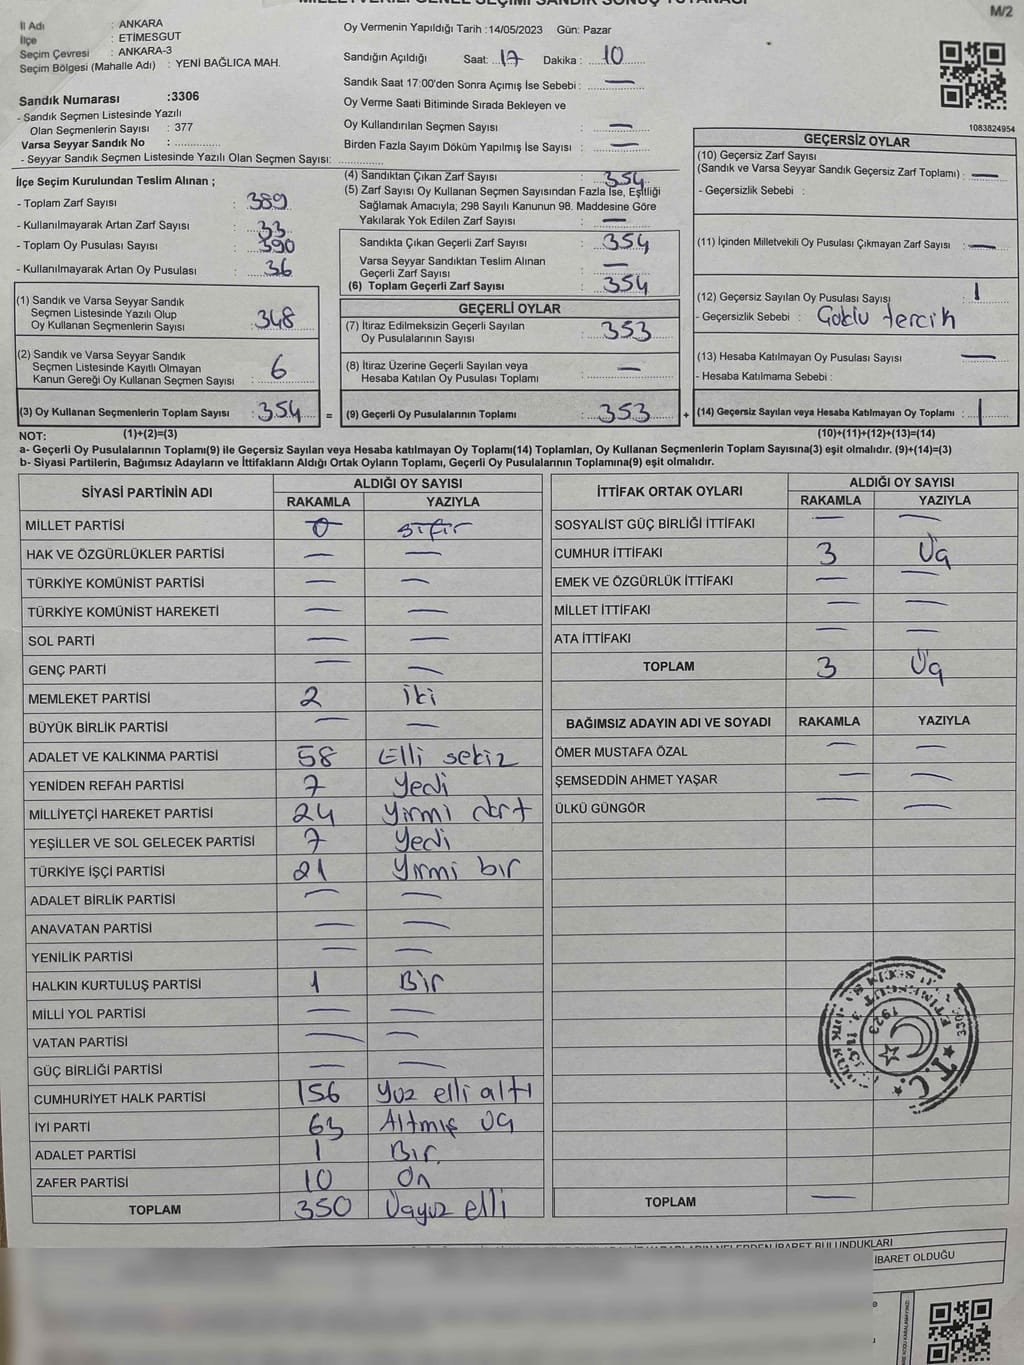 MİLLETVEKİLİ GENEL SEÇİMİ SANDIK SONUÇ TUTANAĞI
M/2
İl Adı : ANKARA
İlçe : ETİMESGUT
Seçim Çevresi : ANKARA-3
Seçim Bölgesi (Mahalle Adı) : YENİ BAĞLICA MAH.
Sandık Numarası :3306
- Sandık Seçmen Listesinde Yazılı
Olan Seçmenlerin Sayısı : 377
Varsa Seyyar Sandık No :
- Seyyar Sandık Seçmen Listesinde Yazılı Olan Seçmen Sayısı:
Oy Vermenin Yapıldığı Tarih :14/05/2023 Gün: Pazar
Sandığın Açıldığı Saat: 17 Dakika : 10
Sandık Saat 17:00'den Sonra Açımış İse Sebebi : —
Oy Verme Saati Bitiminde Sırada Bekleyen ve
Oy Kullandırılan Seçmen Sayısı : —
Birden Fazla Sayım Döküm Yapılmış İse Sayısı : —
1083824954
İlçe Seçim Kurulundan Teslim Alınan ;
- Toplam Zarf Sayısı : 389
- Kullanılmayarak Artan Zarf Sayısı : 33
- Toplam Oy Pusulası Sayısı : 390
- Kullanılmayarak Artan Oy Pusulası : 36
(1) Sandık ve Varsa Seyyar Sandık
Seçmen Listesinde Yazılı Olup
Oy Kullanan Seçmenlerin Sayısı : 348
(2) Sandık ve Varsa Seyyar Sandık
Seçmen Listesinde Kayıtlı Olmayan
Kanun Gereği Oy Kullanan Seçmen Sayısı : 6
(3) Oy Kullanan Seçmenlerin Toplam Sayısı : 354 =
(4) Sandıktan Çıkan Zarf Sayısı : 354
(5) Zarf Sayısı Oy Kullanan Seçmen Sayısından Fazla İse, Eşitliği
Sağlamak Amacıyla; 298 Sayılı Kanunun 98. Maddesine Göre
Yakılarak Yok Edilen Zarf Sayısı : —
Sandıkta Çıkan Geçerli Zarf Sayısı : 354
Varsa Seyyar Sandıktan Teslim Alınan
Geçerli Zarf Sayısı : —
(6) Toplam Geçerli Zarf Sayısı : 354
GEÇERLİ OYLAR
(7) İtiraz Edilmeksizin Geçerli Sayılan
Oy Pusulalarının Sayısı : 353
(8) İtiraz Üzerine Geçerli Sayılan veya
Hesaba Katılan Oy Pusulası Toplamı : —
(9) Geçerli Oy Pusulalarının Toplamı : 353 +
GEÇERSİZ OYLAR
(10) Geçersiz Zarf Sayısı
(Sandık ve Varsa Seyyar Sandık Geçersiz Zarf Toplamı) : —
- Geçersizlik Sebebi :
(11) İçinden Milletvekili Oy Pusulası Çıkmayan Zarf Sayısı : —
(12) Geçersiz Sayılan Oy Pusulası Sayısı : 1
- Geçersizlik Sebebi : Çoklu tercih
(13) Hesaba Katılmayan Oy Pusulası Sayısı : —
- Hesaba Katılmama Sebebi :
(14) Geçersiz Sayılan veya Hesaba Katılmayan Oy Toplamı : 1
NOT: (1)+(2)=(3) (10)+(11)+(12)+(13)=(14)
a- Geçerli Oy Pusulalarının Toplamı(9) ile Geçersiz Sayılan veya Hesaba katılmayan Oy Toplamı(14) Toplamları, Oy Kullanan Seçmenlerin Toplam Sayısına(3) eşit olmalıdır. (9)+(14)=(3)
b- Siyasi Partilerin, Bağımsız Adayların ve İttifakların Aldığı Ortak Oyların Toplamı, Geçerli Oy Pusulalarının Toplamına(9) eşit olmalıdır.
SİYASİ PARTİNİN ADI ALDIĞI OY SAYISI
RAKAMLA YAZIYLA
MİLLET PARTİSİ 0 sıfır
HAK VE ÖZGÜRLÜKLER PARTİSİ — —
TÜRKİYE KOMÜNİST PARTİSİ — —
TÜRKİYE KOMÜNİST HAREKETİ — —
SOL PARTİ — —
GENÇ PARTİ — —
MEMLEKET PARTİSİ 2 iki
BÜYÜK BİRLİK PARTİSİ — —
ADALET VE KALKINMA PARTİSİ 58 Elli sekiz
YENİDEN REFAH PARTİSİ 7 Yedi
MİLLİYETÇİ HAREKET PARTİSİ 24 Yirmi dört
YEŞİLLER VE SOL GELECEK PARTİSİ 7 Yedi
TÜRKİYE İŞÇİ PARTİSİ 21 Yirmi bir
ADALET BİRLİK PARTİSİ — —
ANAVATAN PARTİSİ — —
YENİLİK PARTİSİ — —
HALKIN KURTULUŞ PARTİSİ 1 Bir
MİLLİ YOL PARTİSİ — —
VATAN PARTİSİ — —
GÜÇ BİRLİĞİ PARTİSİ — —
CUMHURİYET HALK PARTİSİ 156 Yüz elli altı
İYİ PARTİ 63 Altmış üç
ADALET PARTİSİ 1 Bir
ZAFER PARTİSİ 10 On
TOPLAM 350 Üçyüz elli
İTTİFAK ORTAK OYLARI ALDIĞI OY SAYISI
RAKAMLA YAZIYLA
SOSYALİST GÜÇ BİRLİĞİ İTTİFAKI — —
CUMHUR İTTİFAKI 3 Üç
EMEK VE ÖZGÜRLÜK İTTİFAKI — —
MİLLET İTTİFAKI — —
ATA İTTİFAKI — —
TOPLAM 3 Üç
BAĞIMSIZ ADAYIN ADI VE SOYADI RAKAMLA YAZIYLA
ÖMER MUSTAFA ÖZAL — —
ŞEMSEDDİN AHMET YAŞAR — —
ÜLKÜ GÜNGÖR — —
T.C.
1923
TOPLAM —
NELERDEN İBARET BULUNDUKLARI
İBARET OLDUĞU